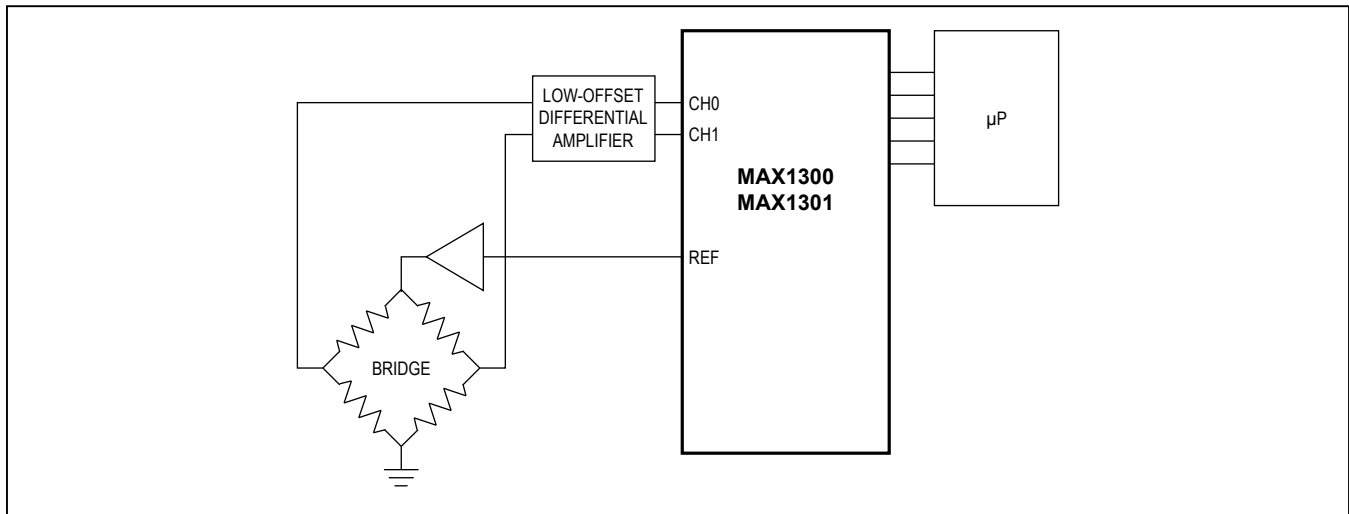 LOW-OFFSET
DIFFERENTIAL
AMPLIFIER
CH0
CH1
µP
MAX1300
MAX1301
REF
BRIDGE